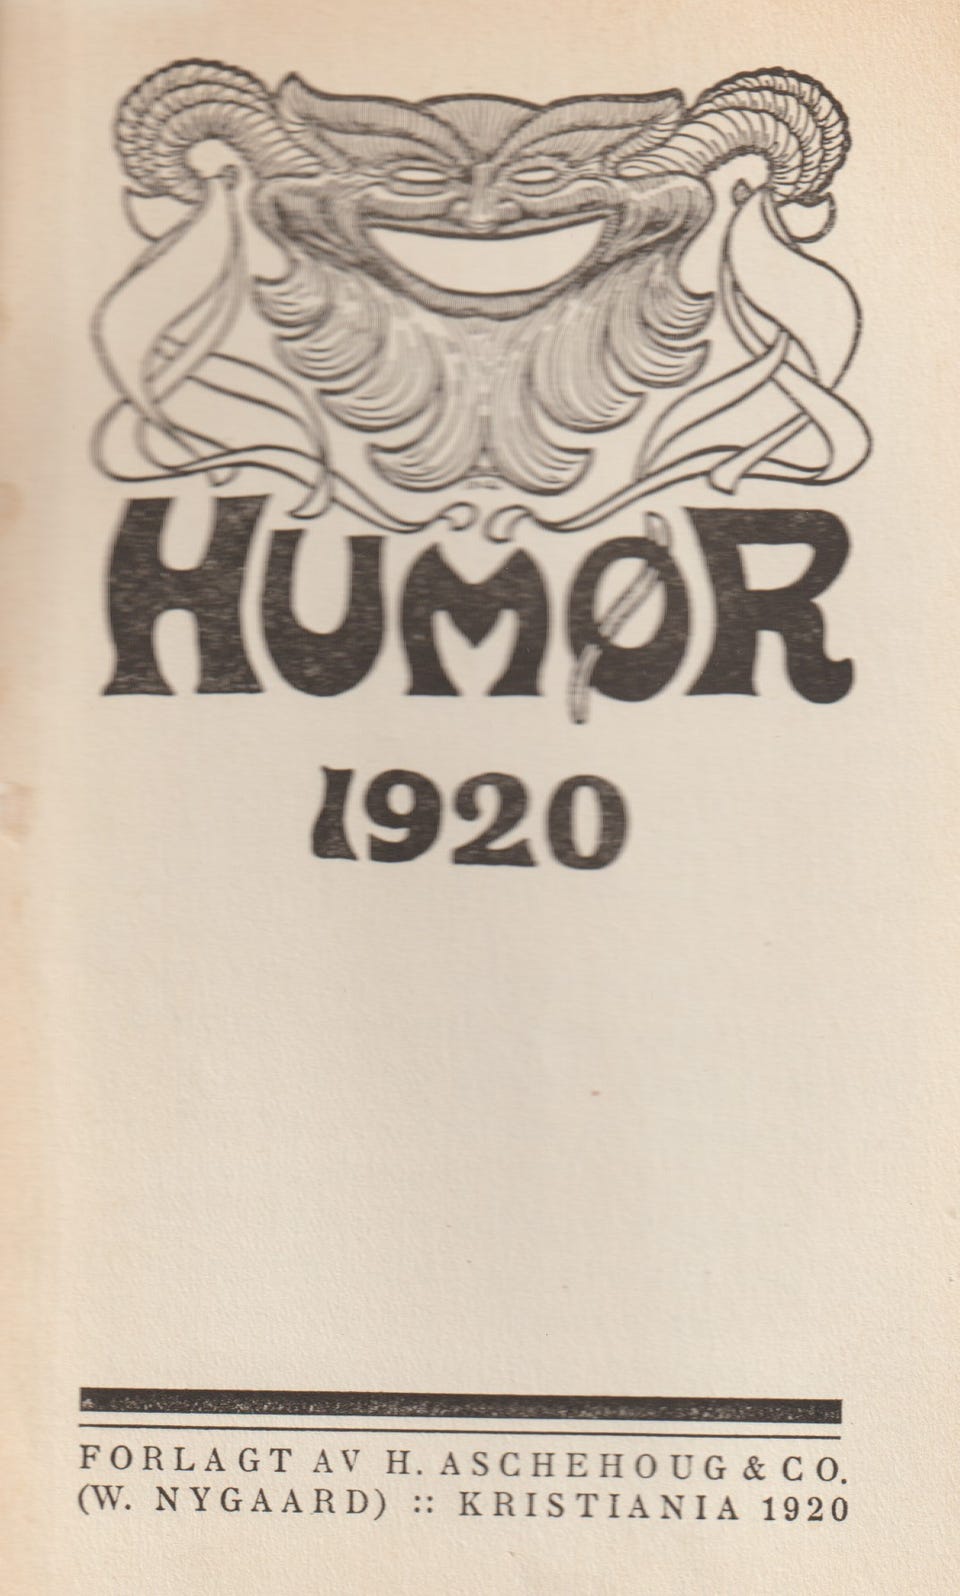 HUMØR
1920
FORLAGT AV H. ASCHEHOUG & CO.
(W. NYGAARD) :: KRISTIANIA 1920